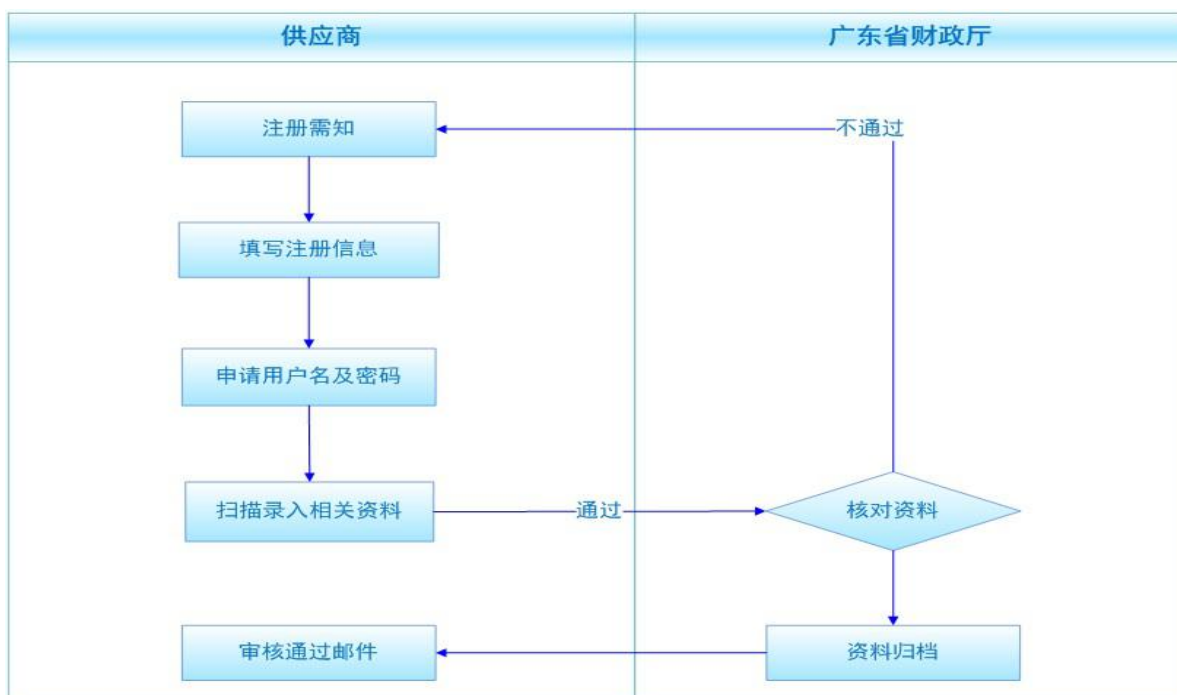 供应商
广东省财政厅
注册需知
不通过
填写注册信息
申请用户名及密码
扫描录入相关资料
通过
核对资料
审核通过邮件
资料归档